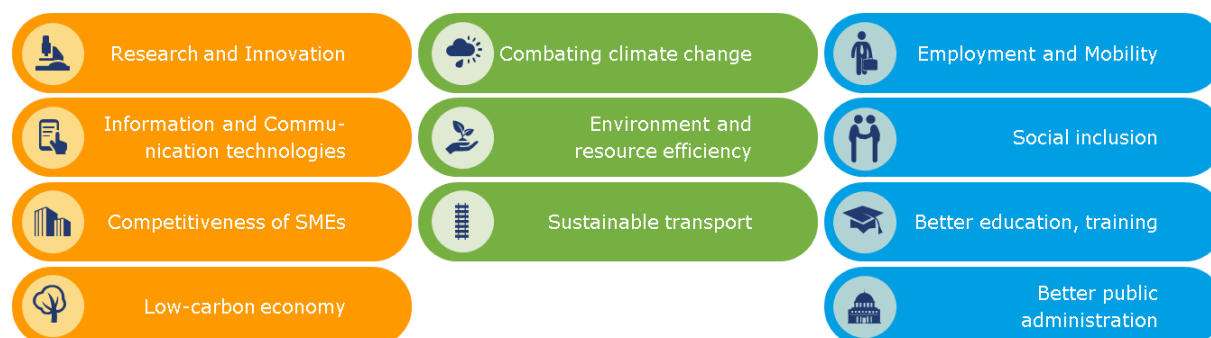 Research and Innovation
Information and Commu-
nication technologies
Competitiveness of SMEs
Low-carbon economy
Combating climate change
Environment and
resource efficiency
Sustainable transport
Employment and Mobility
Social inclusion
Better education, training
Better public
administration